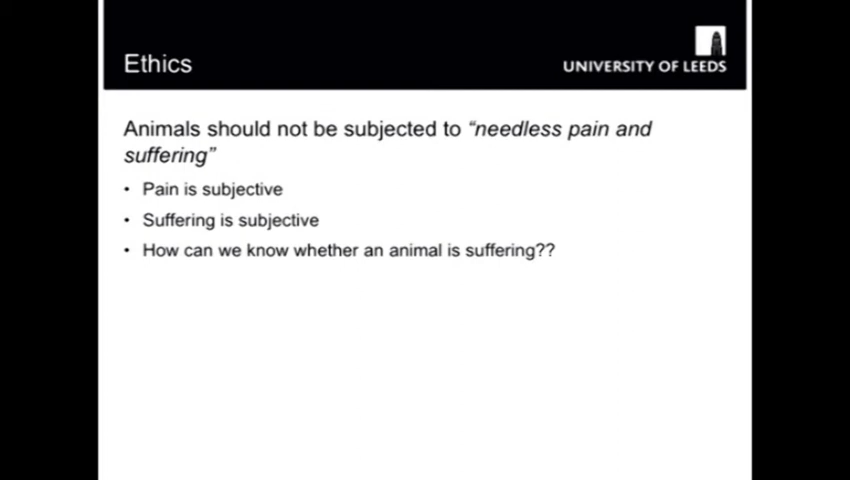 Ethics
UNIVERSITY OF LEEDS
Animals should not be subjected to “needless pain and
suffering”
• Pain is subjective
• Suffering is subjective
• How can we know whether an animal is suffering??